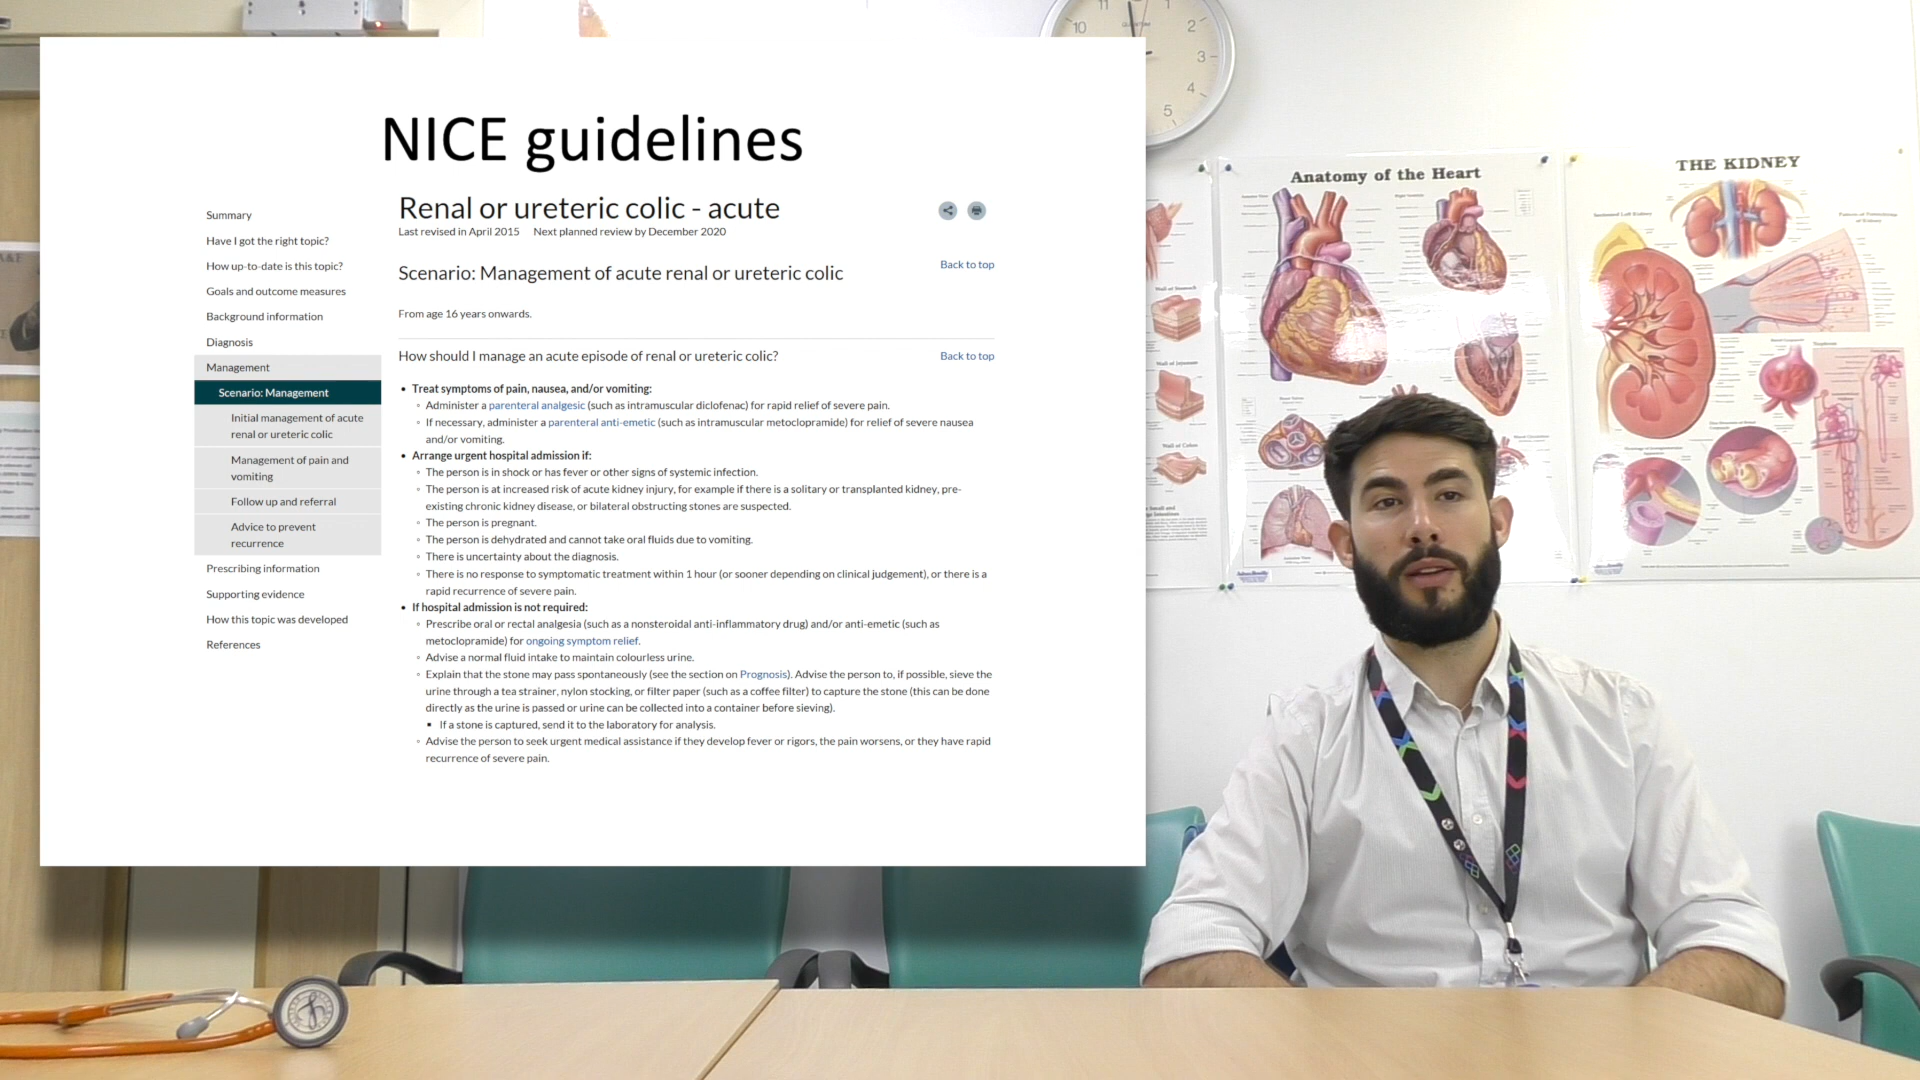 NICE guidelines
Renal or ureteric colic - acute
Last revised in April 2015 Next planned review by December 2020
Summary
Have I got the right topic?
How up-to-date is this topic?
Goals and outcome measures
Background information
Diagnosis
Management
Scenario: Management
Initial management of acute
renal or ureteric colic
Management of pain and
vomiting
Follow up and referral
Advice to prevent
recurrence
Prescribing information
Supporting evidence
How this topic was developed
References
Scenario: Management of acute renal or ureteric colic
Back to top
From age 16 years onwards.
How should I manage an acute episode of renal or ureteric colic?
Back to top
• Treat symptoms of pain, nausea, and/or vomiting:
◦ Administer a parenteral analgesic (such as intramuscular diclofenac) for rapid relief of severe pain.
◦ If necessary, administer a parenteral anti-emetic (such as intramuscular metoclopramide) for relief of severe nausea
and/or vomiting.
• Arrange urgent hospital admission if:
◦ The person is in shock or has fever or other signs of systemic infection.
◦ The person is at increased risk of acute kidney injury, for example if there is a solitary or transplanted kidney, pre-
existing chronic kidney disease, or bilateral obstructing stones are suspected.
◦ The person is pregnant.
◦ The person is dehydrated and cannot take oral fluids due to vomiting.
◦ There is uncertainty about the diagnosis.
◦ There is no response to symptomatic treatment within 1 hour (or sooner depending on clinical judgement), or there is a
rapid recurrence of severe pain.
• If hospital admission is not required:
◦ Prescribe oral or rectal analgesia (such as a nonsteroidal anti-inflammatory drug) and/or anti-emetic (such as
metoclopramide) for ongoing symptom relief.
◦ Advise a normal fluid intake to maintain colourless urine.
◦ Explain that the stone may pass spontaneously (see the section on Prognosis). Advise the person to, if possible, sieve the
urine through a tea strainer, nylon stocking, or filter paper (such as a coffee filter) to capture the stone (this can be done
directly as the urine is passed or urine can be collected into a container before sieving).
▪ If a stone is captured, send it to the laboratory for analysis.
◦ Advise the person to seek urgent medical assistance if they develop fever or rigors, the pain worsens, or they have rapid
recurrence of severe pain.
10 11 1 2 3 4 5
Anatomy of the Heart
THE KIDNEY
Wall of Stomach
Wall of Jejunum
Wall of Colon